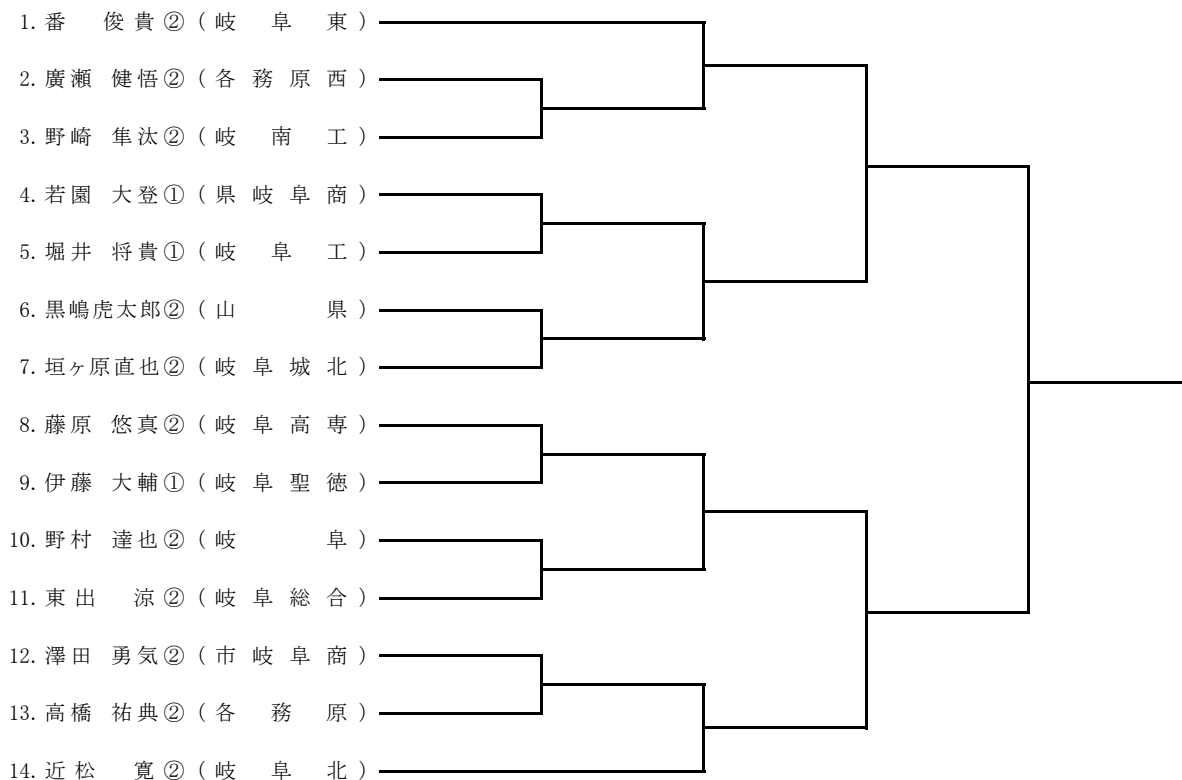 1. 番 俊貴②(岐阜東)
2. 廣瀬 健悟②(各務原西)
3. 野崎 隼汰②(岐南工)
4. 若園 大登①(県岐阜商)
5. 堀井 将貴①(岐阜工)
6. 黒嶋虎太郎②(山県)
7. 垣ヶ原直也②(岐阜城北)
8. 藤原 悠真②(岐阜高専)
9. 伊藤 大輔①(岐阜聖徳)
10. 野村 達也②(岐阜)
11. 東出 涼②(岐阜総合)
12. 澤田 勇気②(市岐阜商)
13. 高橋 祐典②(各務原)
14. 近松 寛②(岐阜北)